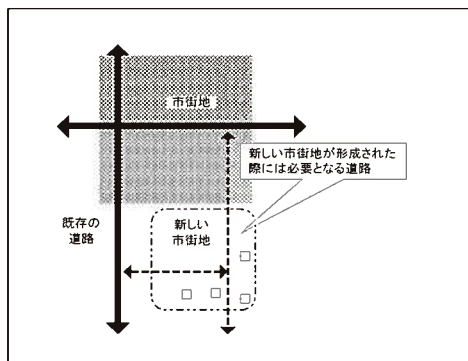 市街地
新しい市街地が形成された
際には必要となる道路
既存の
道路
新しい
市街地